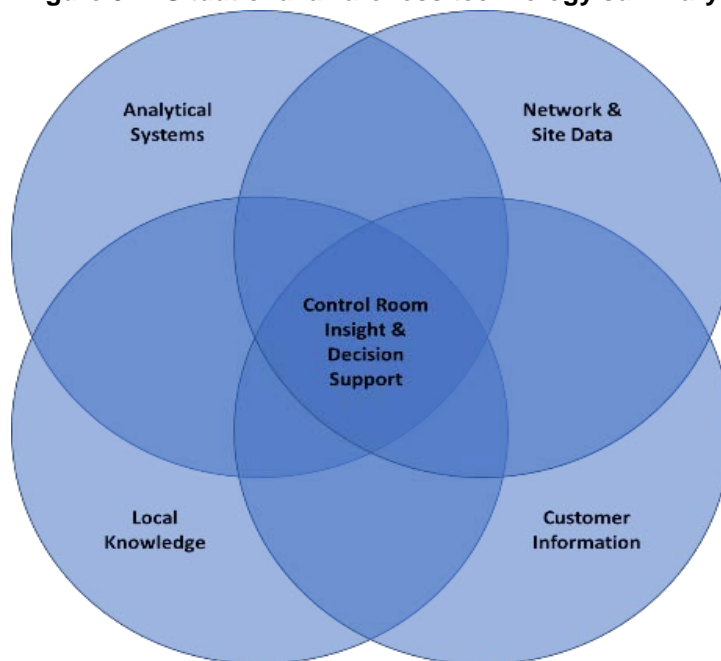 Analytical
Systems
Network &
Site Data
Control Room
Insight &
Decision
Support
Local
Knowledge
Customer
Information